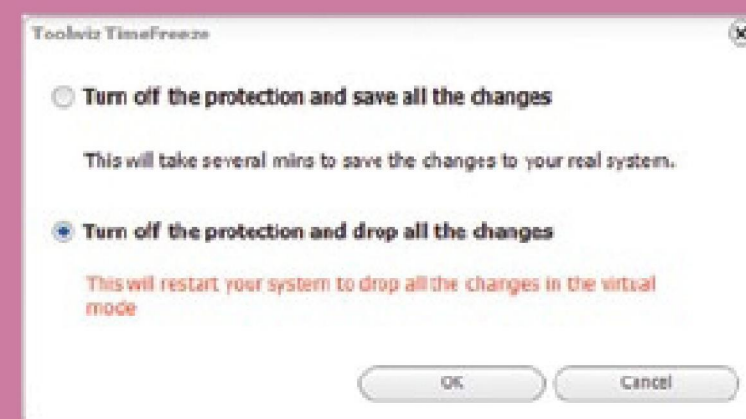 Toolwiz TimeFreeze
Turn off the protection and save all the changes
This will take several mins to save the changes to your real system.
Turn off the protection and drop all the changes
This will restart your system to drop all the changes in the virtual
mode
OK
Cancel